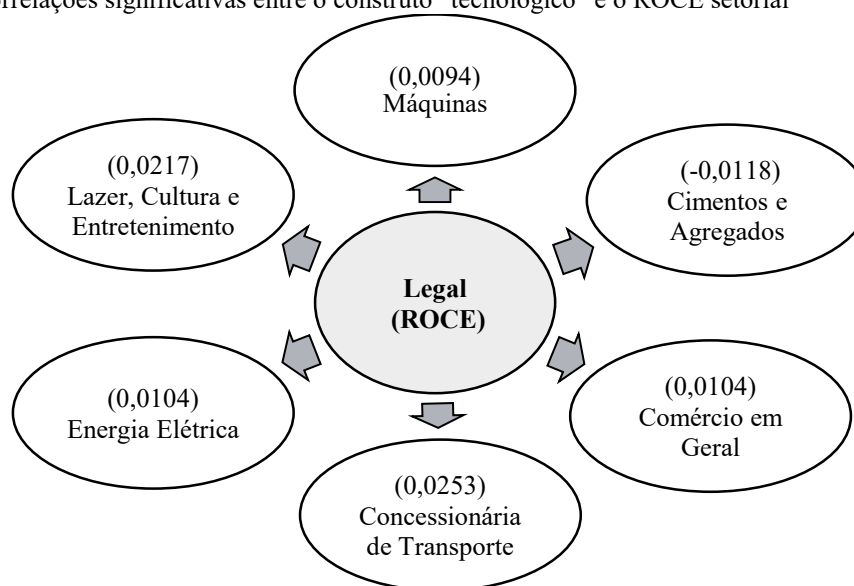 significativas entre o construto "tecnológico" e o ROCE setorial
(0,0094)
Máquinas
(0,0217)
Lazer, Cultura e
Entretenimento
(-0,0118)
Cimentos e
Agregados
Legal
(ROCE)
(0,0104)
Energia Elétrica
(0,0104)
Comércio em
Geral
(0,0253)
Concessionária
de Transporte